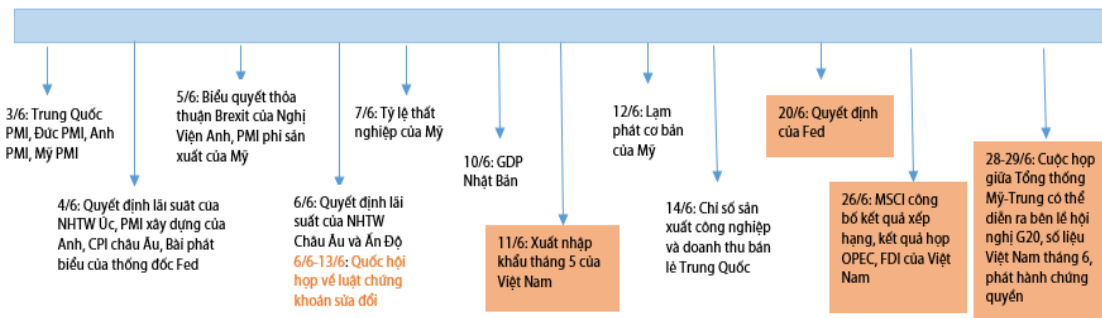 3/6: Trung Quốc
PMI, Đức PMI, Anh
PMI, Mỹ PMI
4/6: Quyết định lãi suất của
NHTW Úc, PMI xây dựng của
Anh, CPI châu Âu, Bài phát
biểu của thống đốc Fed
5/6: Biểu quyết thỏa
thuận Brexit của Nghị
Viện Anh, PMI phi sản
xuất của Mỹ
6/6: Quyết định lãi
suất của NHTW
Châu Âu và Ấn Độ
6/6-13/6: Quốc hội
họp về luật chứng
khoán sửa đổi
7/6: Tỷ lệ thất
nghiệp của Mỹ
10/6: GDP
Nhật Bản
11/6: Xuất nhập
khẩu tháng 5 của
Việt Nam
12/6: Lạm
phát cơ bản
của Mỹ
14/6: Chỉ số sản
xuất công nghiệp
và doanh thu bán
lẻ Trung Quốc
20/6: Quyết định
của Fed
26/6: MSCI công
bố kết quả xếp
hạng, kết quả họp
OPEC, FDI của Việt
Nam
28-29/6: Cuộc họp
giữa Tổng thống
Mỹ-Trung có thể
diễn ra bên lề hội
nghị G20, số liệu
Việt Nam tháng 6,
phát hành chứng
quyền